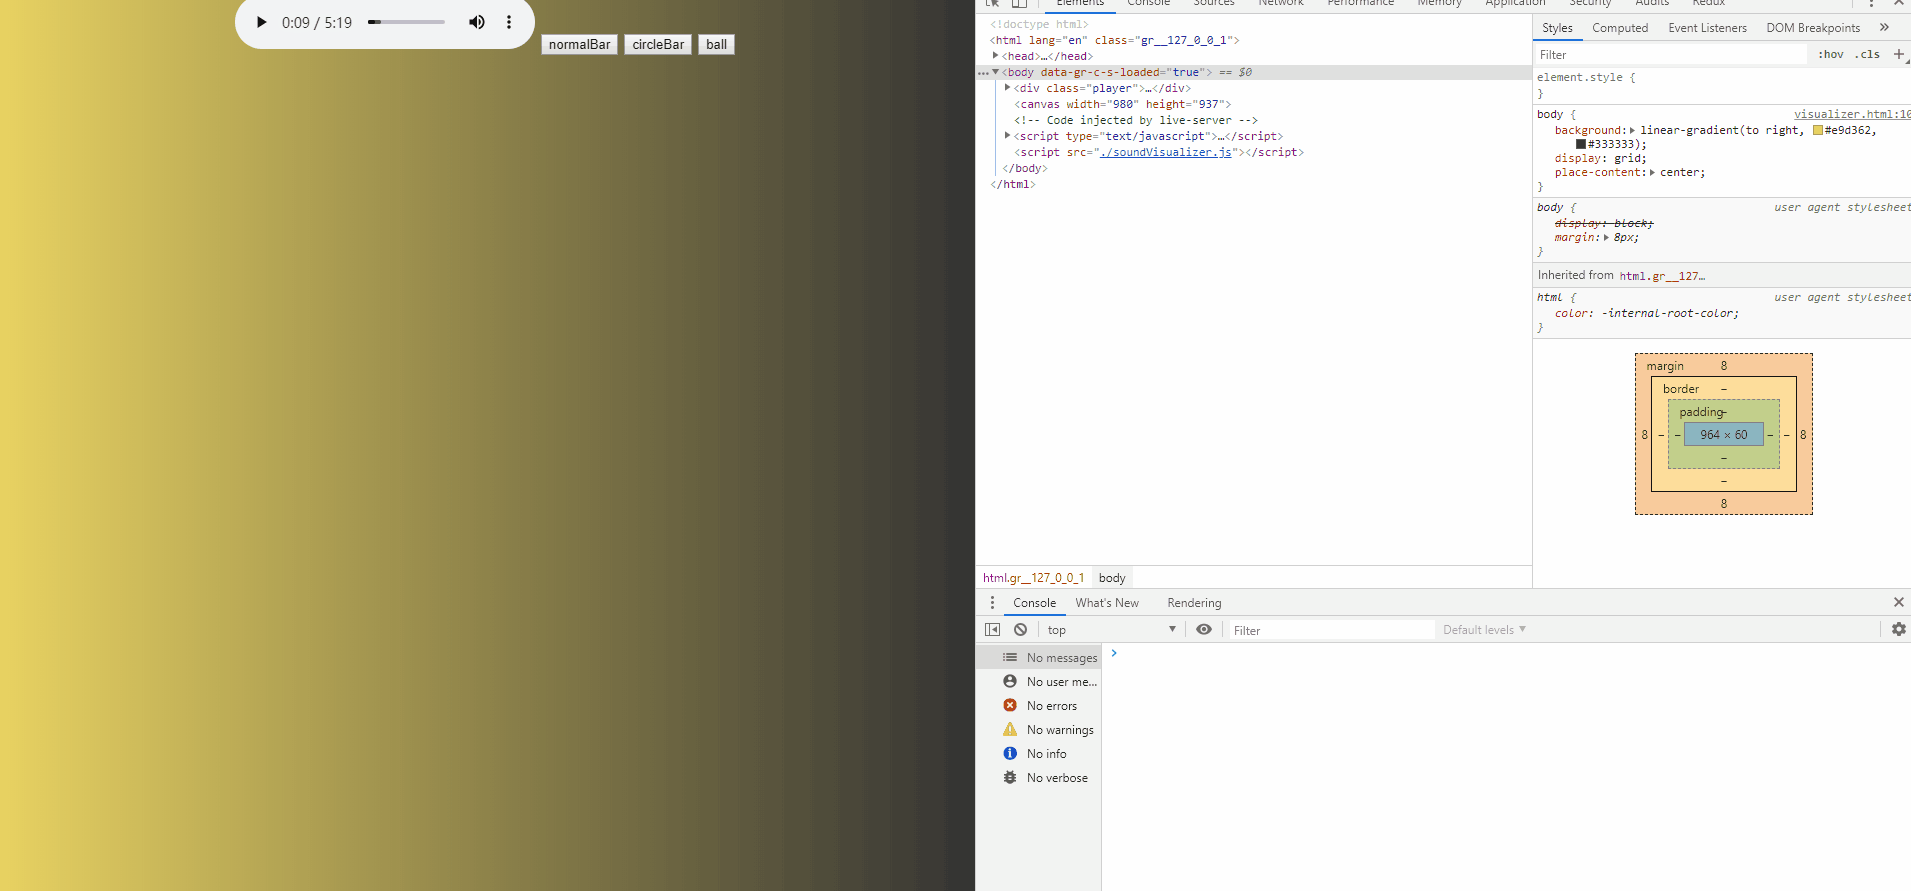 0:09 / 5:19
normalBar circleBar ball
Elements Console Sources Network Performance Memory Application Security Audits Redux
<!doctype html>
<html lang="en" class="gr__127_0_0_1">
<head>…</head>
<body data-gr-c-s-loaded="true"> == $0
<div class="player">…</div>
<canvas width="980" height="937">
<!-- Code injected by live-server -->
<script type="text/javascript">…</script>
<script src="./soundVisualizer.js"></script>
</body>
</html>
html.gr__127_0_0_1 body
Styles Computed Event Listeners DOM Breakpoints »
Filter :hov .cls +
element.style {
}
body { visualizer.html:10
background: linear-gradient(to right, #e9d362,
#333333);
display: grid;
place-content: center;
}
body { user agent stylesheet
display: block;
margin: 8px;
}
Inherited from html.gr__127…
html { user agent stylesheet
color: -internal-root-color;
}
margin 8
border –
padding –
8 – – 964 × 60 – – 8
–
–
8
Console What's New Rendering
top Filter Default levels
No messages
No user me...
No errors
No warnings
No info
No verbose